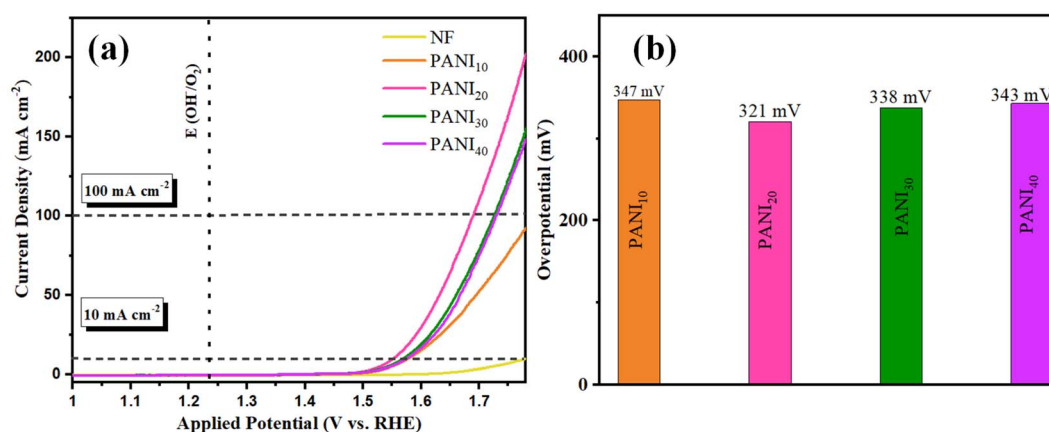 (a)
NF
PANI₁₀
PANI₂₀
PANI₃₀
PANI₄₀
E (OH⁻/O₂)
100 mA cm⁻²
10 mA cm⁻²
200
150
100
50
0
1
1.1
1.2
1.3
1.4
1.5
1.6
1.7
Current Density (mA cm⁻²)
Applied Potential (V vs. RHE)
(b)
400
200
0
Overpotential (mV)
347 mV
321 mV
338 mV
343 mV
PANI₁₀
PANI₂₀
PANI₃₀
PANI₄₀